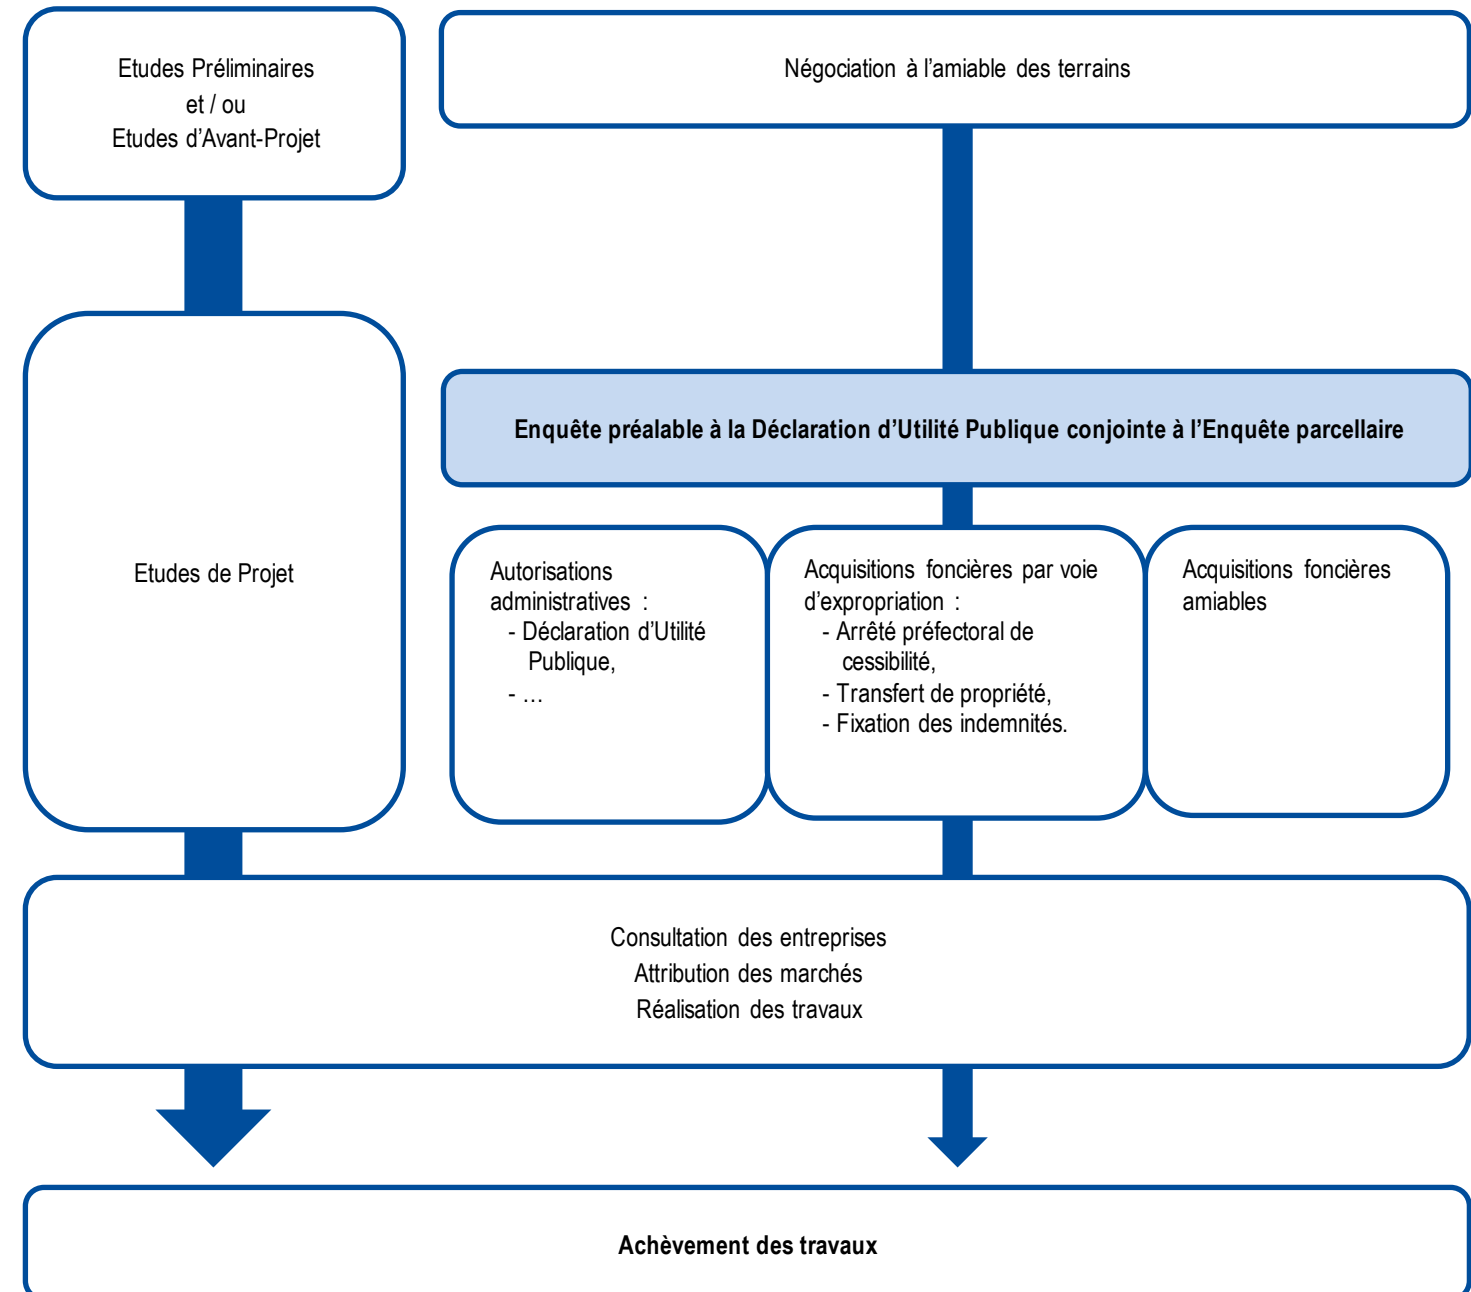 Etudes Préliminaires
et / ou
Etudes d’Avant-Projet
Négociation à l’amiable des terrains
Enquête préalable à la Déclaration d’Utilité Publique conjointe à l’Enquête parcellaire
Etudes de Projet
Autorisations
administratives :
- Déclaration d’Utilité
Publique,
- …
Acquisitions foncières par voie
d’expropriation :
- Arrêté préfectoral de
cessibilité,
- Transfert de propriété,
- Fixation des indemnités.
Acquisitions foncières
amiables
Consultation des entreprises
Attribution des marchés
Réalisation des travaux
Achèvement des travaux